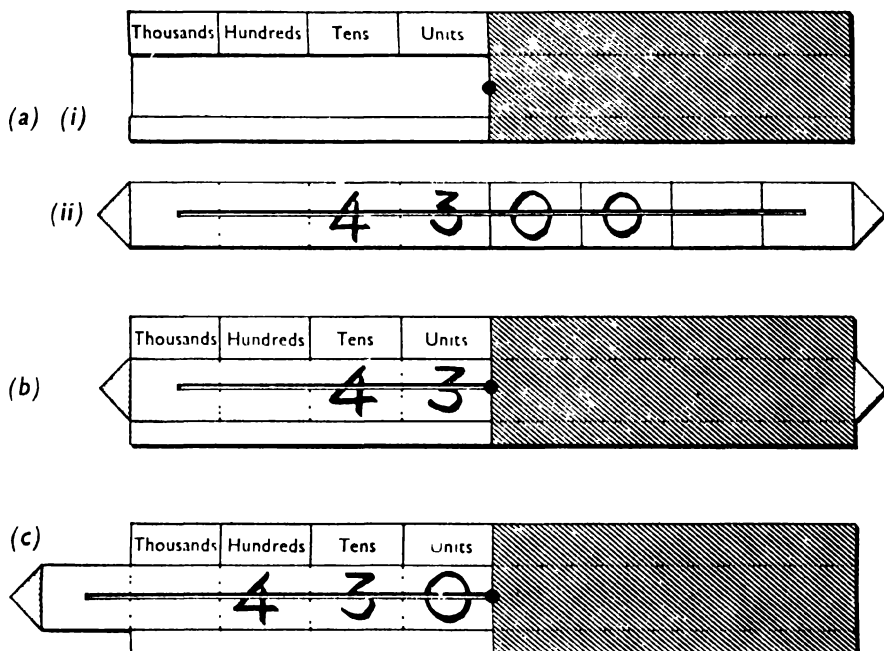 Thousands Hundreds Tens Units
(a) (i)
(ii) 4 3 0 0
Thousands Hundreds Tens Units
(b) 4 3
(c)
Thousands Hundreds Tens Units
4 3 0